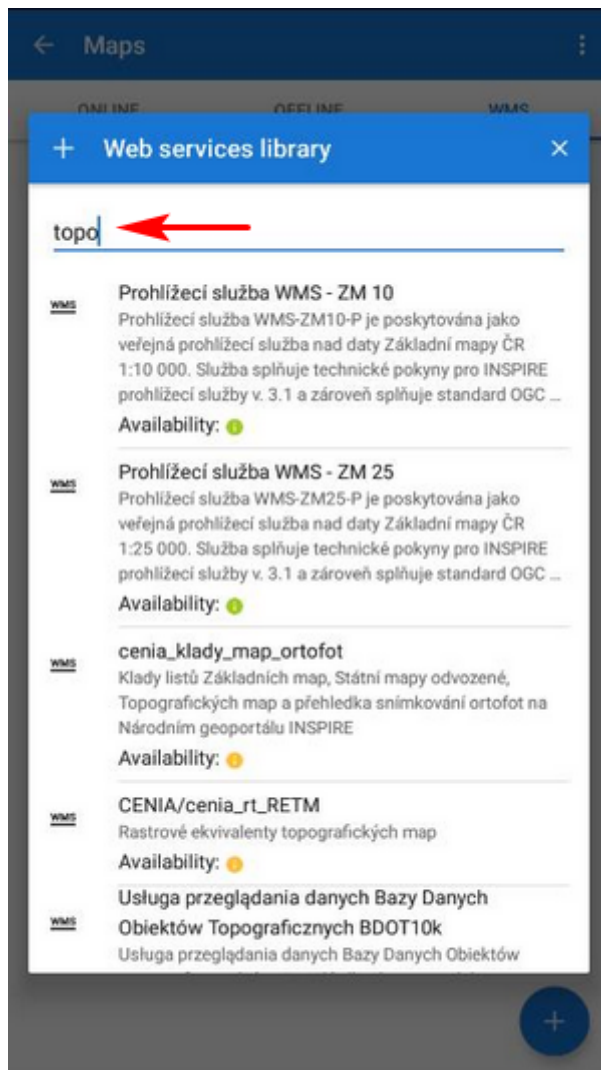 Maps
ONLINE OFFLINE WMS
Web services library
topo
WMS
Prohlížecí služba WMS - ZM 10
Prohlížecí služba WMS-ZM10-P je poskytována jako
veřejná prohlížecí služba nad daty Základní mapy ČR
1:10 000. Služba splňuje technické pokyny pro INSPIRE
prohlížecí služby v. 3.1 a zároveň splňuje standard OGC ...
Availability:
WMS
Prohlížecí služba WMS - ZM 25
Prohlížecí služba WMS-ZM25-P je poskytována jako
veřejná prohlížecí služba nad daty Základní mapy ČR
1:25 000. Služba splňuje technické pokyny pro INSPIRE
prohlížecí služby v. 3.1 a zároveň splňuje standard OGC ...
Availability:
WMS
cenia_klady_map_ortofot
Klady listů Základních map, Státní mapy odvozené,
Topografických map a přehledka snímkování ortofot na
Národním geoportálu INSPIRE
Availability:
WMS
CENIA/cenia_rt_RETM
Rastrové ekvivalenty topografických map
Availability:
WMS
Usługa przeglądania danych Bazy Danych
Obiektów Topograficznych BDOT10k
Usługa przeglądania danych Bazy Danych Obiektów